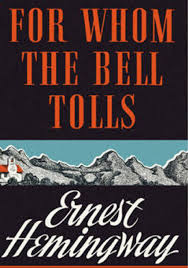 FOR WHOM
THE BELL
TOLLS
Ernest
Hemingway